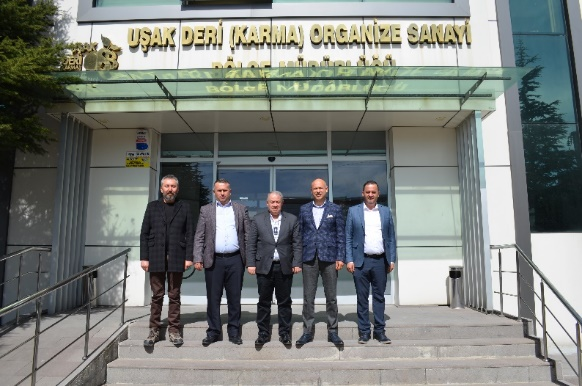 UŞAK DERİ (KARMA) ORGANİZE SANAYİ
BÖLGE MÜDÜRLÜĞÜ